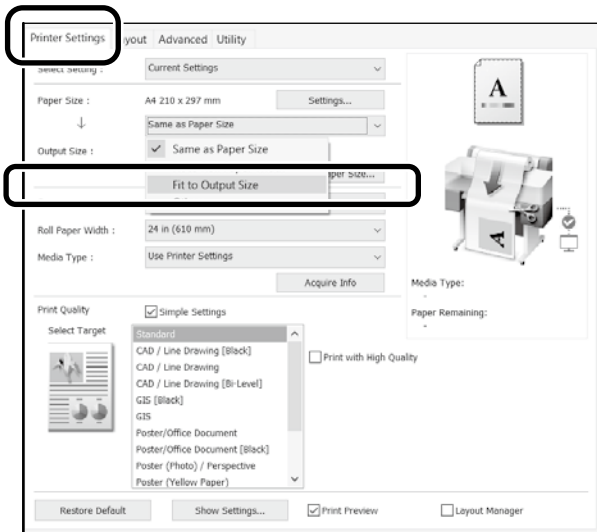 Printer Settings
Layout
Advanced
Utility
Select Setting :
Current Settings
Paper Size :
A4 210 x 297 mm
Settings...
Same as Paper Size
Output Size :
Same as Paper Size
Size...
Fit to Output Size
Roll Paper Width :
24 in (610 mm)
Media Type :
Use Printer Settings
Acquire Info
Print Quality
Simple Settings
Select Target
Standard
CAD / Line Drawing [Black]
CAD / Line Drawing
CAD / Line Drawing [Bi-Level]
GIS [Black]
GIS
Poster/Office Document
Poster/Office Document [Black]
Poster (Photo) / Perspective
Poster (Yellow Paper)
Print with High Quality
A
A
Media Type:
-
Paper Remaining:
-
Restore Default
Show Settings...
Print Preview
Layout Manager